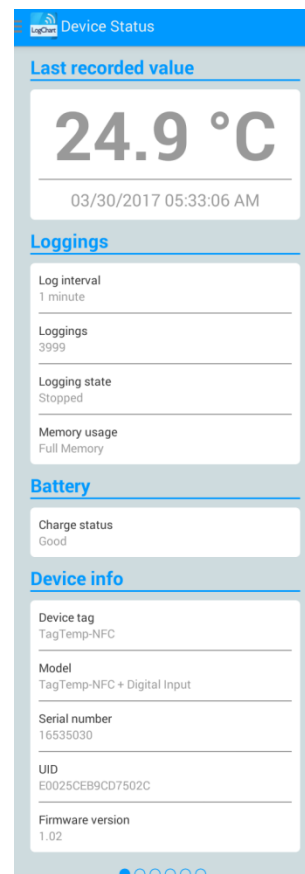 LogChart
Device Status
Last recorded value
24.9 °C
03/30/2017 05:33:06 AM
Loggings
Log interval
1 minute
Loggings
3999
Logging state
Stopped
Memory usage
Full Memory
Battery
Charge status
Good
Device info
Device tag
TagTemp-NFC
Model
TagTemp-NFC + Digital Input
Serial number
16535030
UID
E0025CEB9CD7502C
Firmware version
1.02